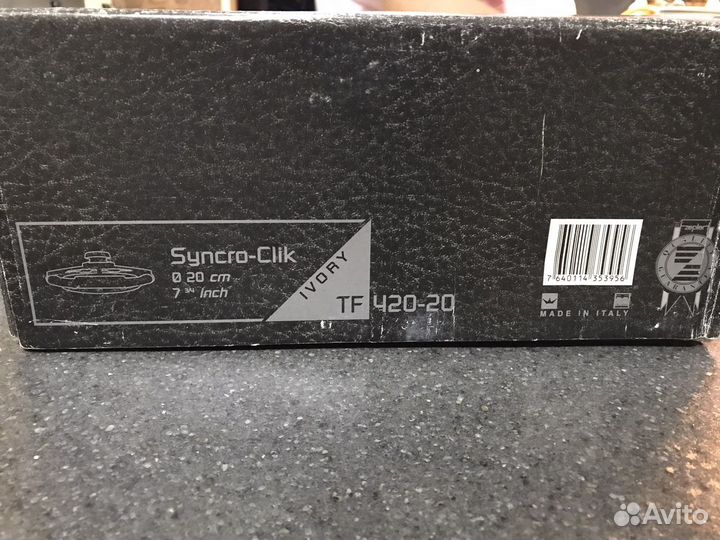 Syncro-Clik
Ø 20 cm
7 3/4 Inch
IVORY
TF 420-20
7 640114 353956
MADE IN ITALY
zepter
Avito